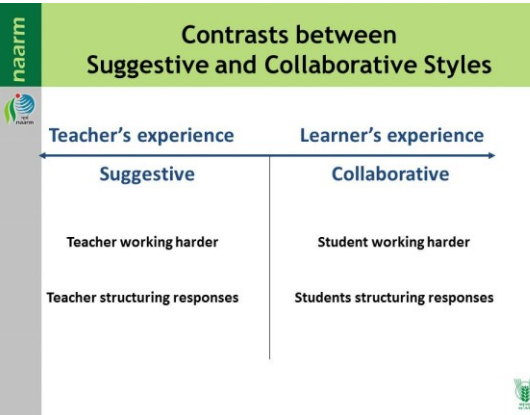 naarm
Contrasts between
Suggestive and Collaborative Styles
naarm
Teacher's experience
Learner's experience
Suggestive
Collaborative
Teacher working harder
Student working harder
Teacher structuring responses
Students structuring responses